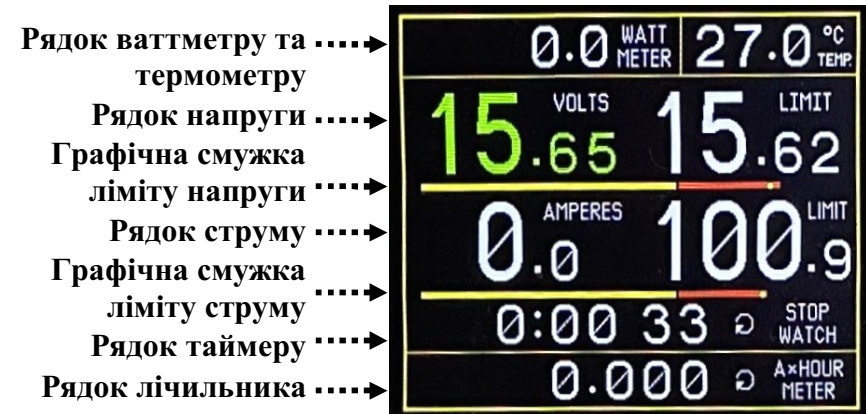 Рядок ваттметру та
термометру
Рядок напруги
Графічна смужка
ліміту напруги
Рядок струму
Графічна смужка
ліміту струму
Рядок таймеру
Рядок лічильника
0.0 WATT METER 27.0 °C TEMP.
VOLTS LIMIT
15.65 15.62
AMPERES LIMIT
0.0 100.9
0:00 33 STOP WATCH
0.000 A×HOUR METER